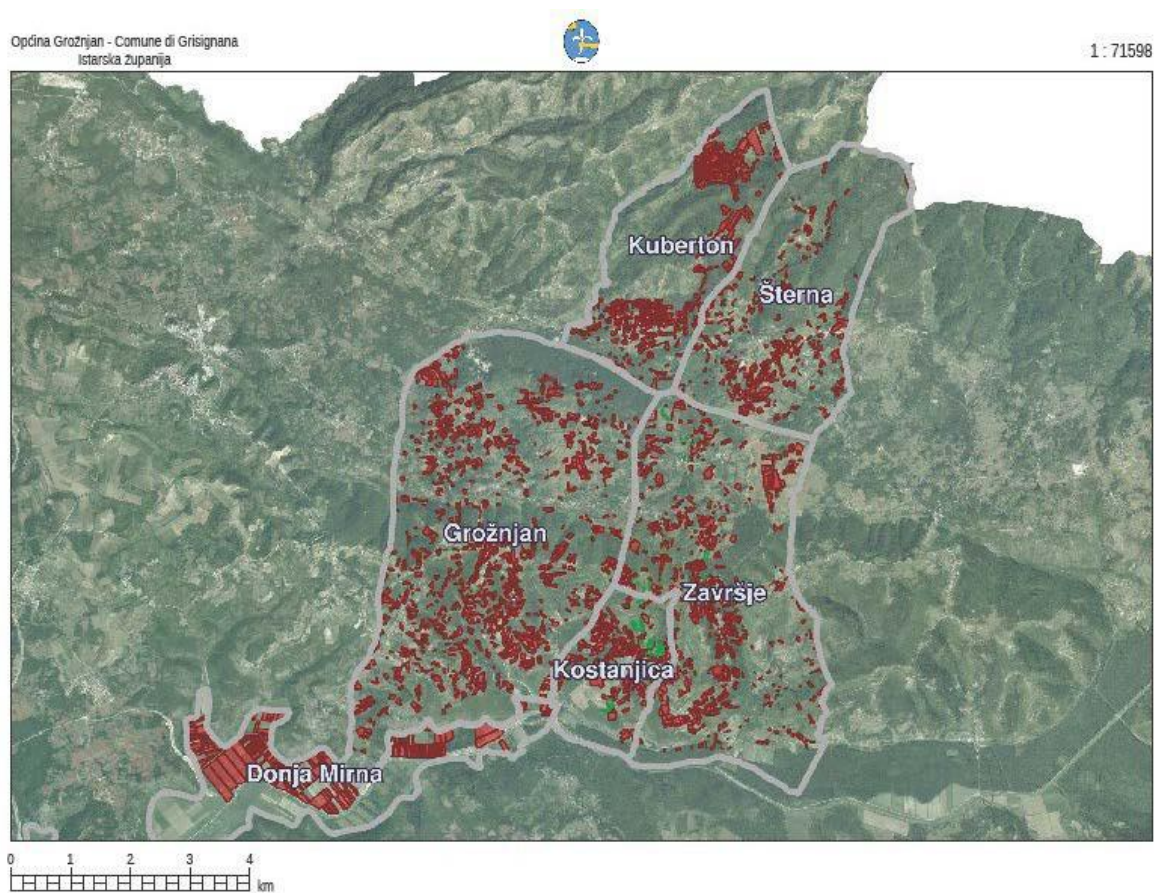 Općina Grožnjan - Comune di Grisignana
Istarska županija
1 : 71598
Kuberton
Šterna
Grožnjan
Završje
Kostanjica
Donja Mirna
0 1 2 3 4
km